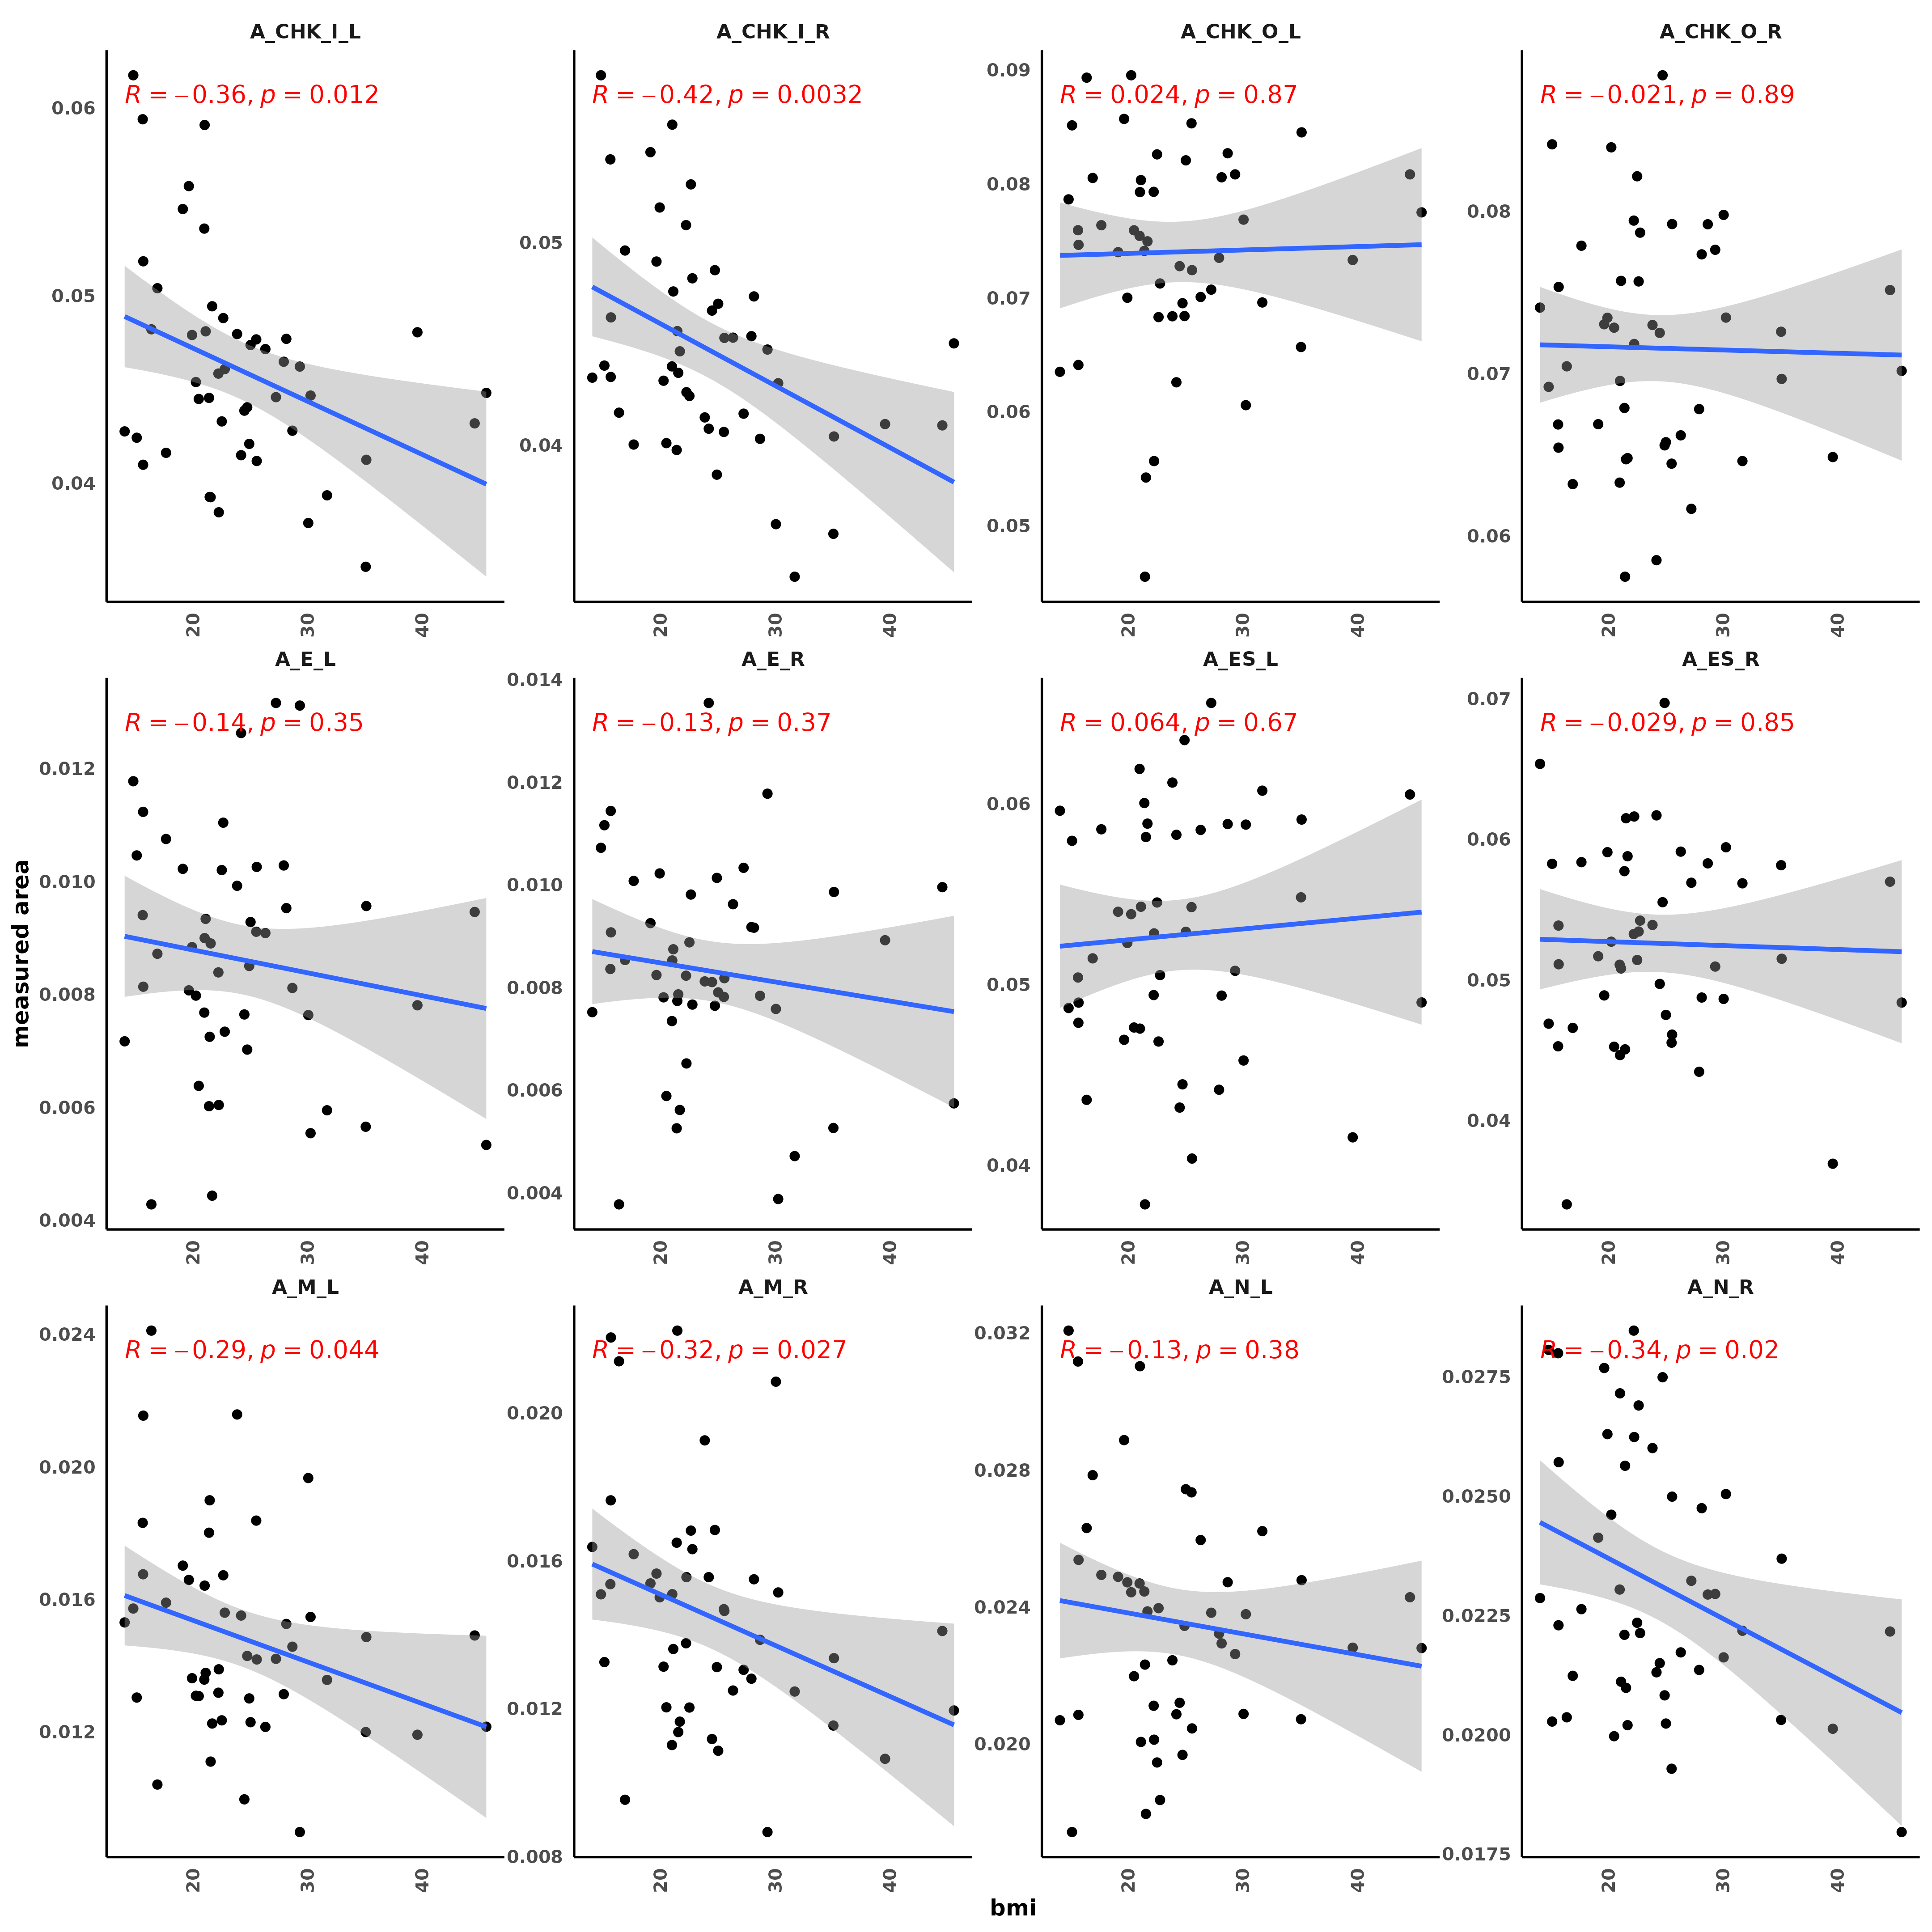 A_CHK_I_L A_CHK_I_R A_CHK_O_L A_CHK_O_R
R = −0.36, p = 0.012
0.06
0.05
0.04
20 30 40
R = −0.42, p = 0.0032
0.05
0.04
20 30 40
R = 0.024, p = 0.87
0.09
0.08
0.07
0.06
0.05
20 30 40
R = −0.021, p = 0.89
0.08
0.07
0.06
20 30 40
measured area
A_E_L A_E_R A_ES_L A_ES_R
R = −0.14, p = 0.35
0.012
0.010
0.008
0.006
0.004
20 30 40
R = −0.13, p = 0.37
0.014
0.012
0.010
0.008
0.006
0.004
20 30 40
R = 0.064, p = 0.67
0.06
0.05
0.04
20 30 40
R = −0.029, p = 0.85
0.07
0.06
0.05
0.04
20 30 40
A_M_L A_M_R A_N_L A_N_R
R = −0.29, p = 0.044
0.024
0.020
0.016
0.012
20 30 40
R = −0.32, p = 0.027
0.020
0.016
0.012
0.008
20 30 40
R = −0.13, p = 0.38
0.032
0.028
0.024
0.020
20 30 40
R = −0.34, p = 0.02
0.0275
0.0250
0.0225
0.0200
0.0175
20 30 40
bmi